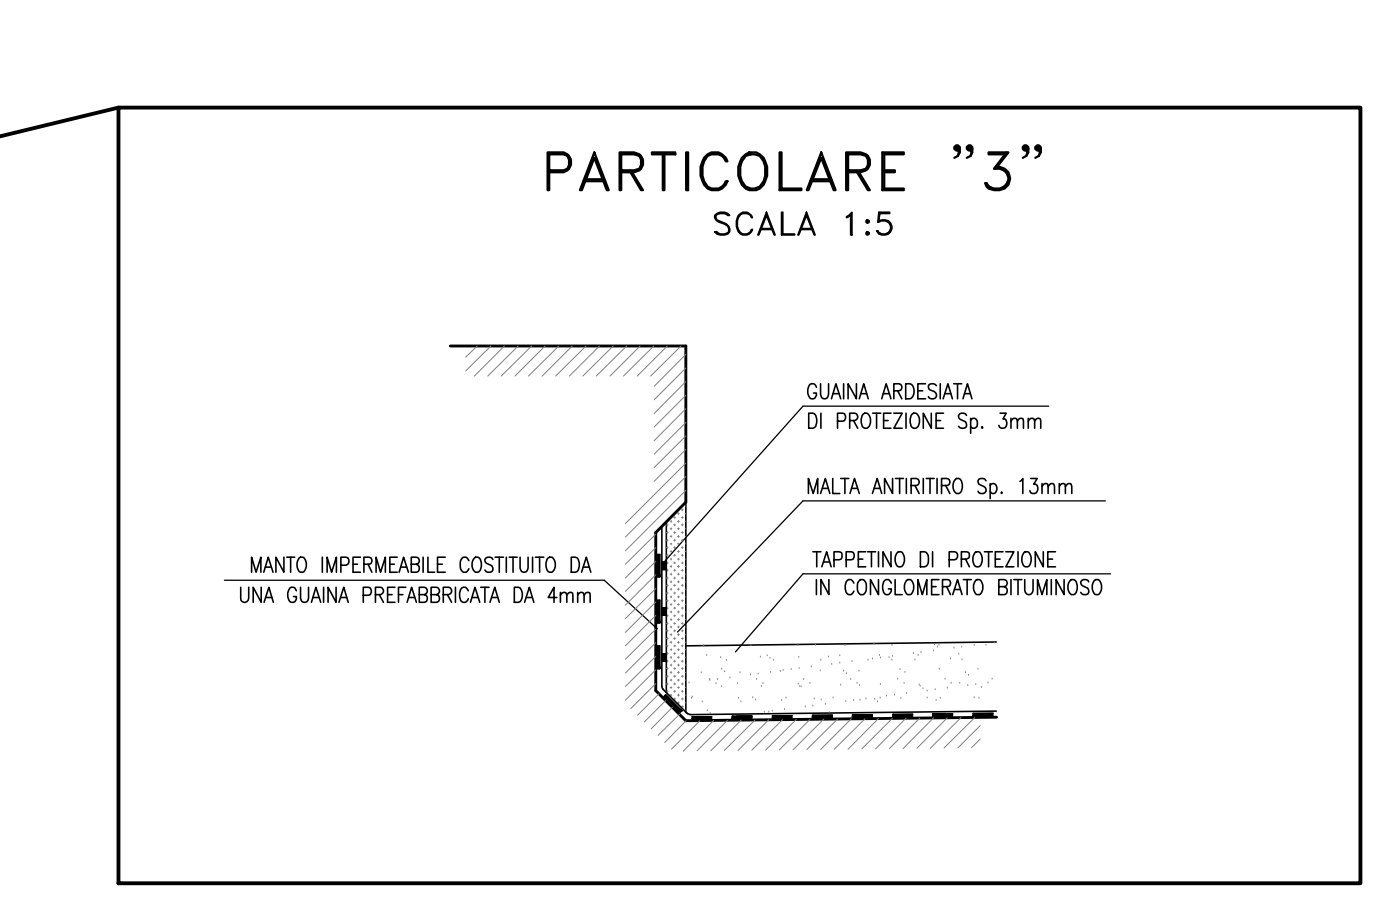 PARTICOLARE ”3”
SCALA 1:5
GUAINA ARDESIATA
DI PROTEZIONE Sp. 3mm
MALTA ANTIRITIRO Sp. 13mm
TAPPETINO DI PROTEZIONE
IN CONGLOMERATO BITUMINOSO
MANTO IMPERMEABILE COSTITUITO DA
UNA GUAINA PREFABBRICATA DA 4mm